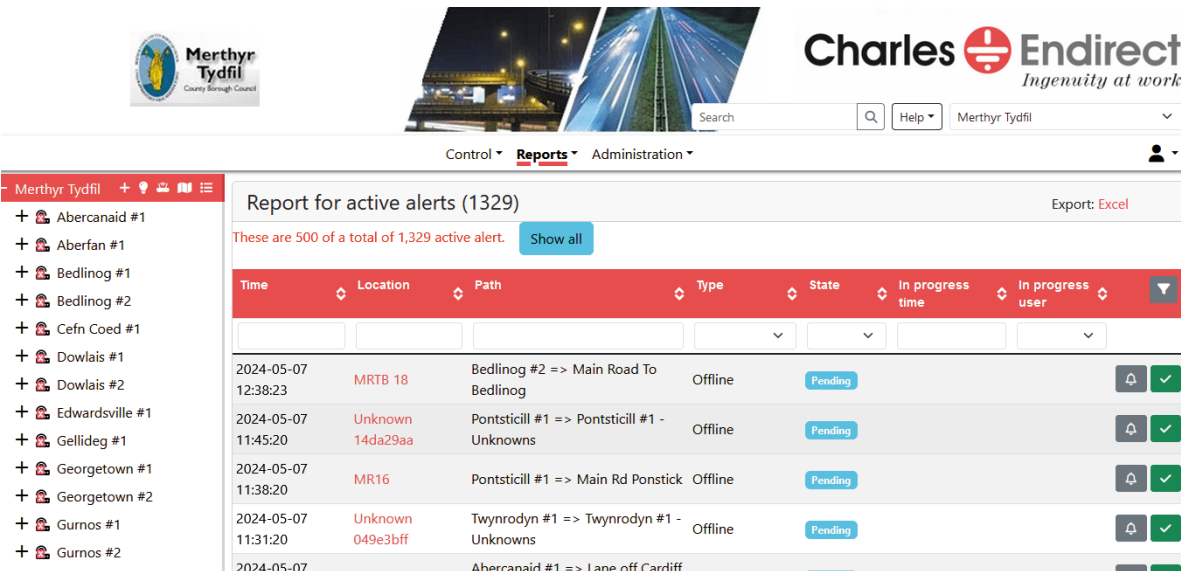 Merthyr
Tydfil
County Borough Council
Charles Endirect
Ingenuity at work
Search
Help
Merthyr Tydfil
Control Reports Administration
Merthyr Tydfil
Abercanaid #1
Aberfan #1
Bedlinog #1
Bedlinog #2
Cefn Coed #1
Dowlais #1
Dowlais #2
Edwardsville #1
Gellideg #1
Georgetown #1
Georgetown #2
Gurnos #1
Gurnos #2
Report for active alerts (1329)
Export: Excel
These are 500 of a total of 1,329 active alert.
Show all
Time Location Path Type State In progress time In progress user
2024-05-07 12:38:23 MRTB 18 Bedlinog #2 => Main Road To Bedlinog Offline Pending
2024-05-07 11:45:20 Unknown 14da29aa Pontsticill #1 => Pontsticill #1 - Unknowns Offline Pending
2024-05-07 11:38:20 MR16 Pontsticill #1 => Main Rd Ponstick Offline Pending
2024-05-07 11:31:20 Unknown 049e3bff Twynrodyn #1 => Twynrodyn #1 - Unknowns Offline Pending
2024-05-07 Abercanaid #1 => Lane off Cardiff